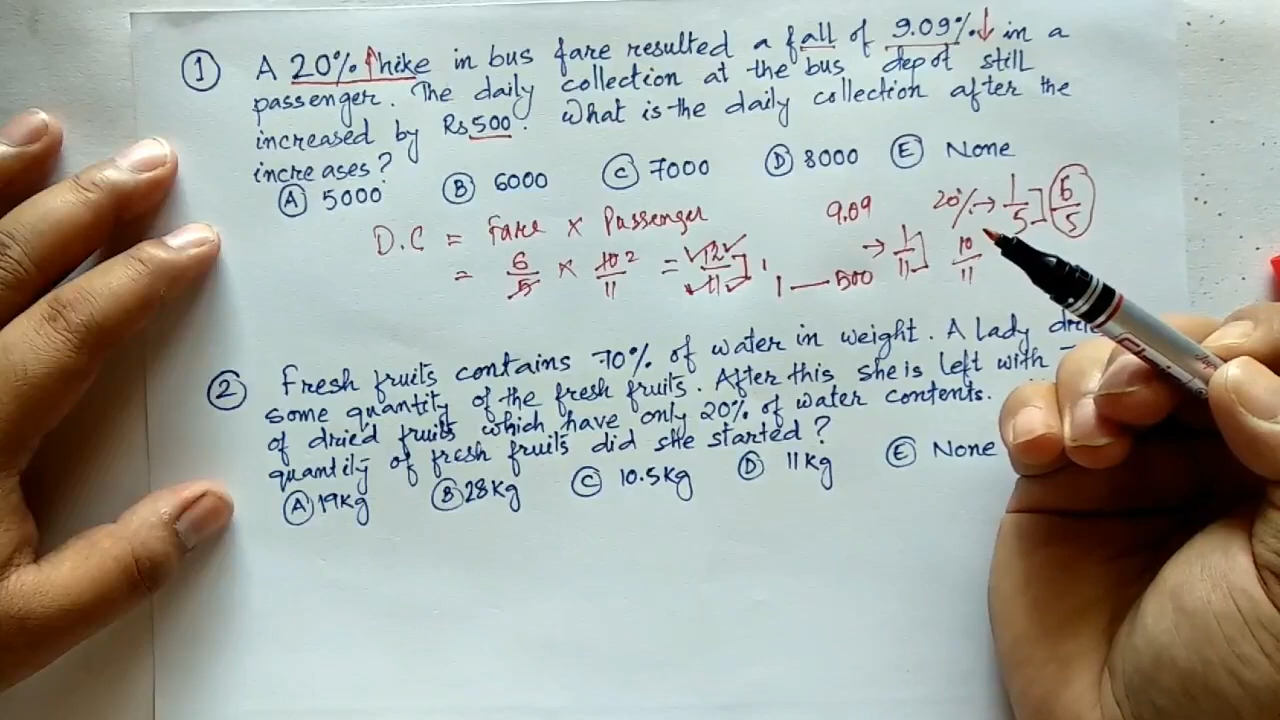 ① A 20% ↑ hike in bus fare resulted a fall of 9.09% ↓ in a
passenger. The daily collection at the bus depot still
increased by Rs 500. What is the daily collection after the
increases?
Ⓐ 5000 Ⓑ 6000 Ⓒ 7000 Ⓓ 8000 Ⓔ None
D.C = Fare × Passenger 9.09 20% → 1/5 ] 6/5
= 6/5 × 10/11 2 = 12/11 ] 1 1 — 500 → 1/11 ] 10/11
② Fresh fruits contains 70% of water in weight. A lady
some quantity of the fresh fruits. After this she is left with
of dried fruits which have only 20% of water contents.
quantity of fresh fruits did she started?
Ⓐ 19Kg Ⓑ 28Kg Ⓒ 10.5Kg Ⓓ 11Kg Ⓔ None